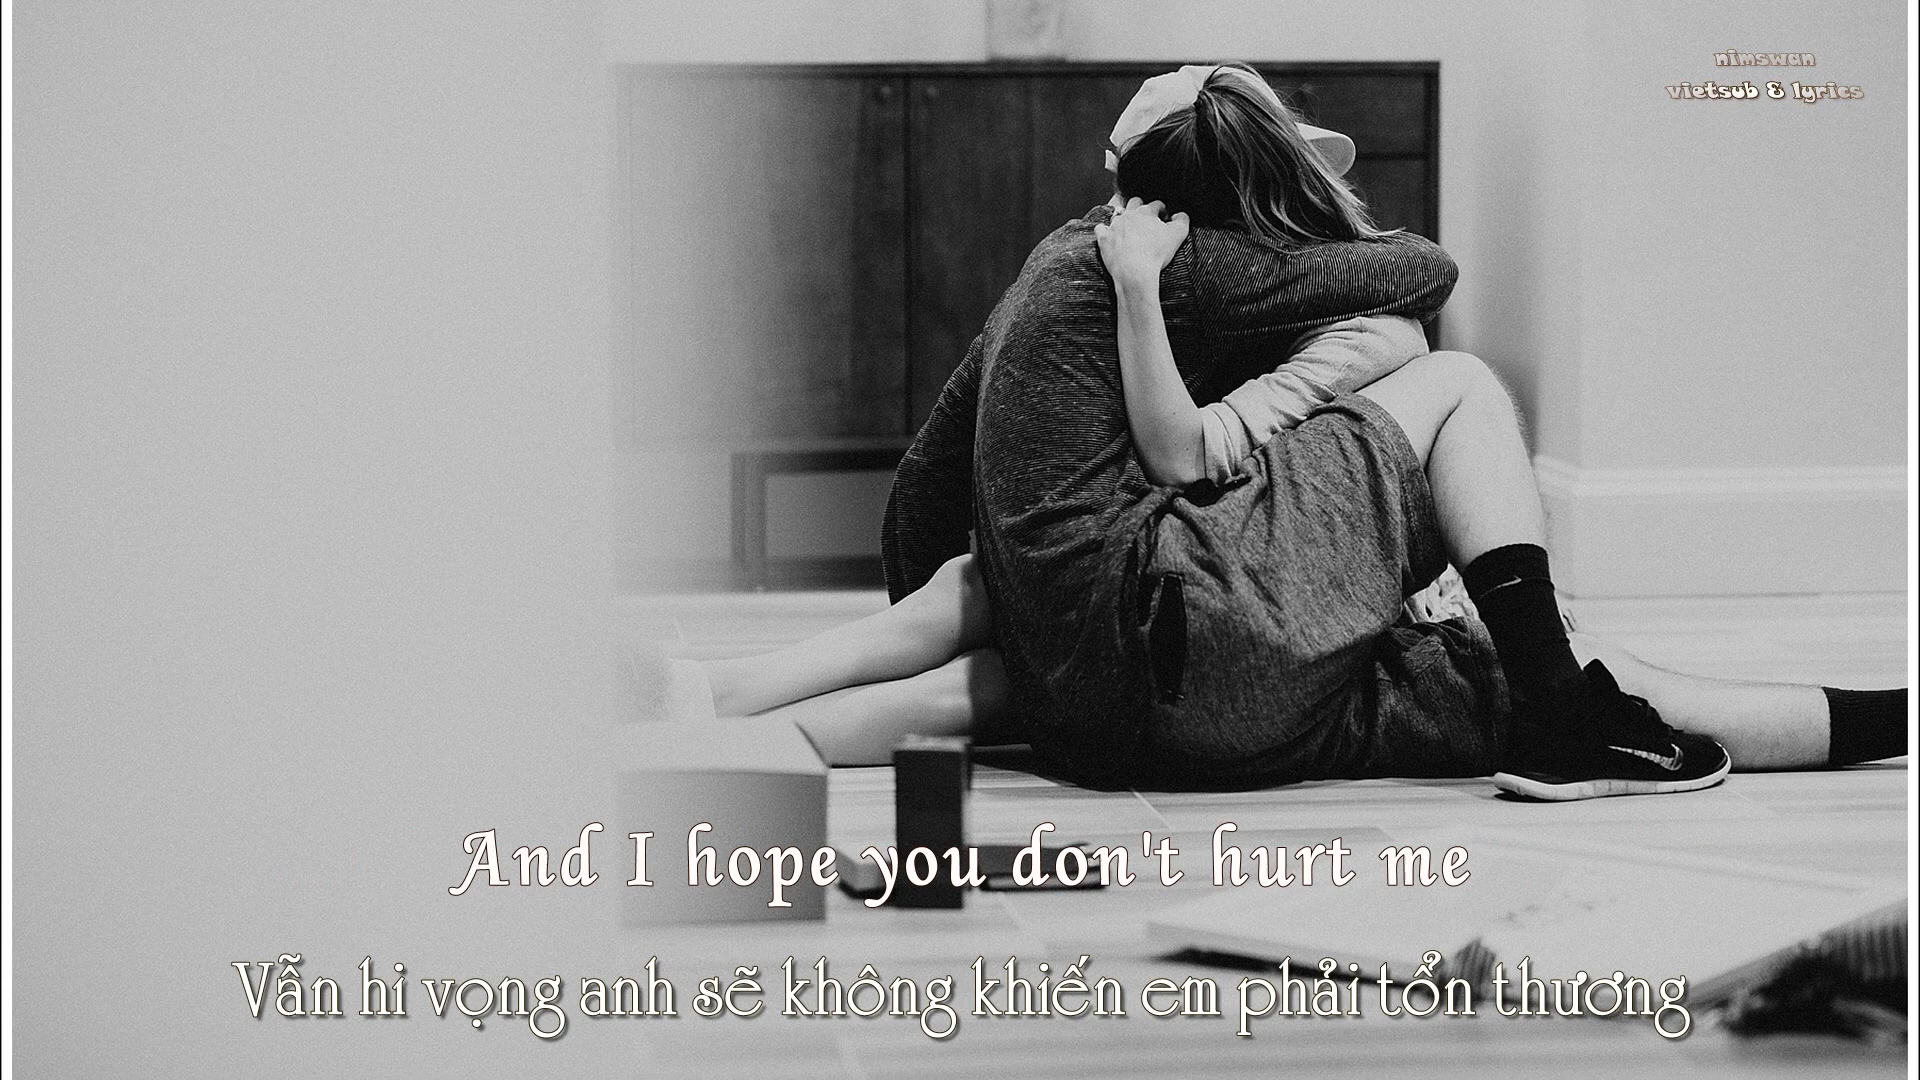 nimswan
vietsub & lyrics
And I hope you don't hurt me
Vẫn hi vọng anh sẽ không khiến em phải tổn thương